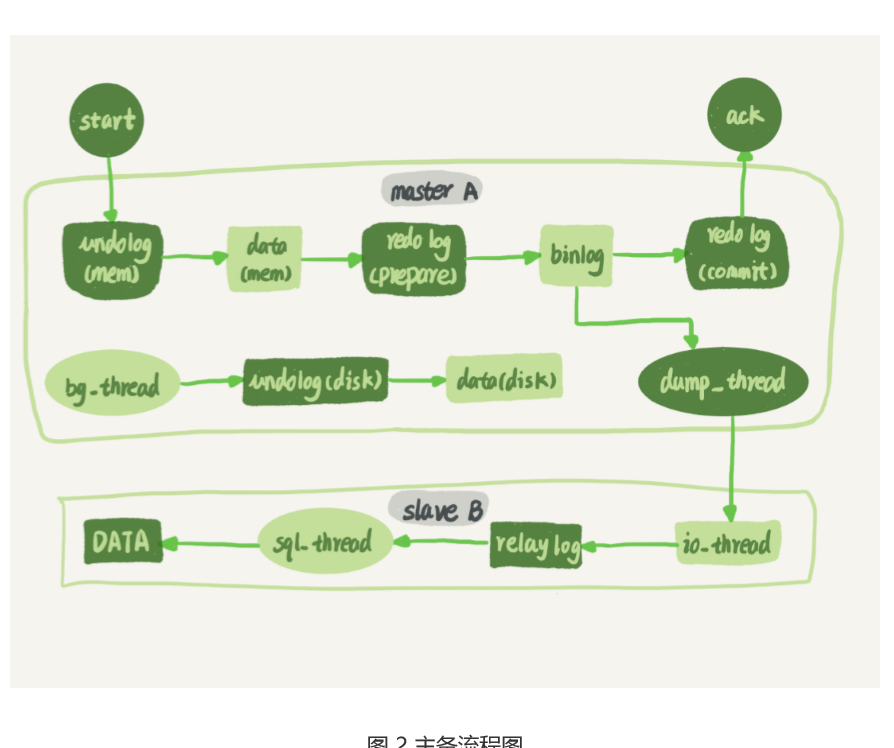 start
ack
master A
undolog
(mem)
data
(mem)
redo log
(prepare)
binlog
redo log
(commit)
bg_thread
undolog(disk)
data(disk)
dump_thread
slave B
DATA
sql_thread
relay log
io_thread
图 2 主备流程图